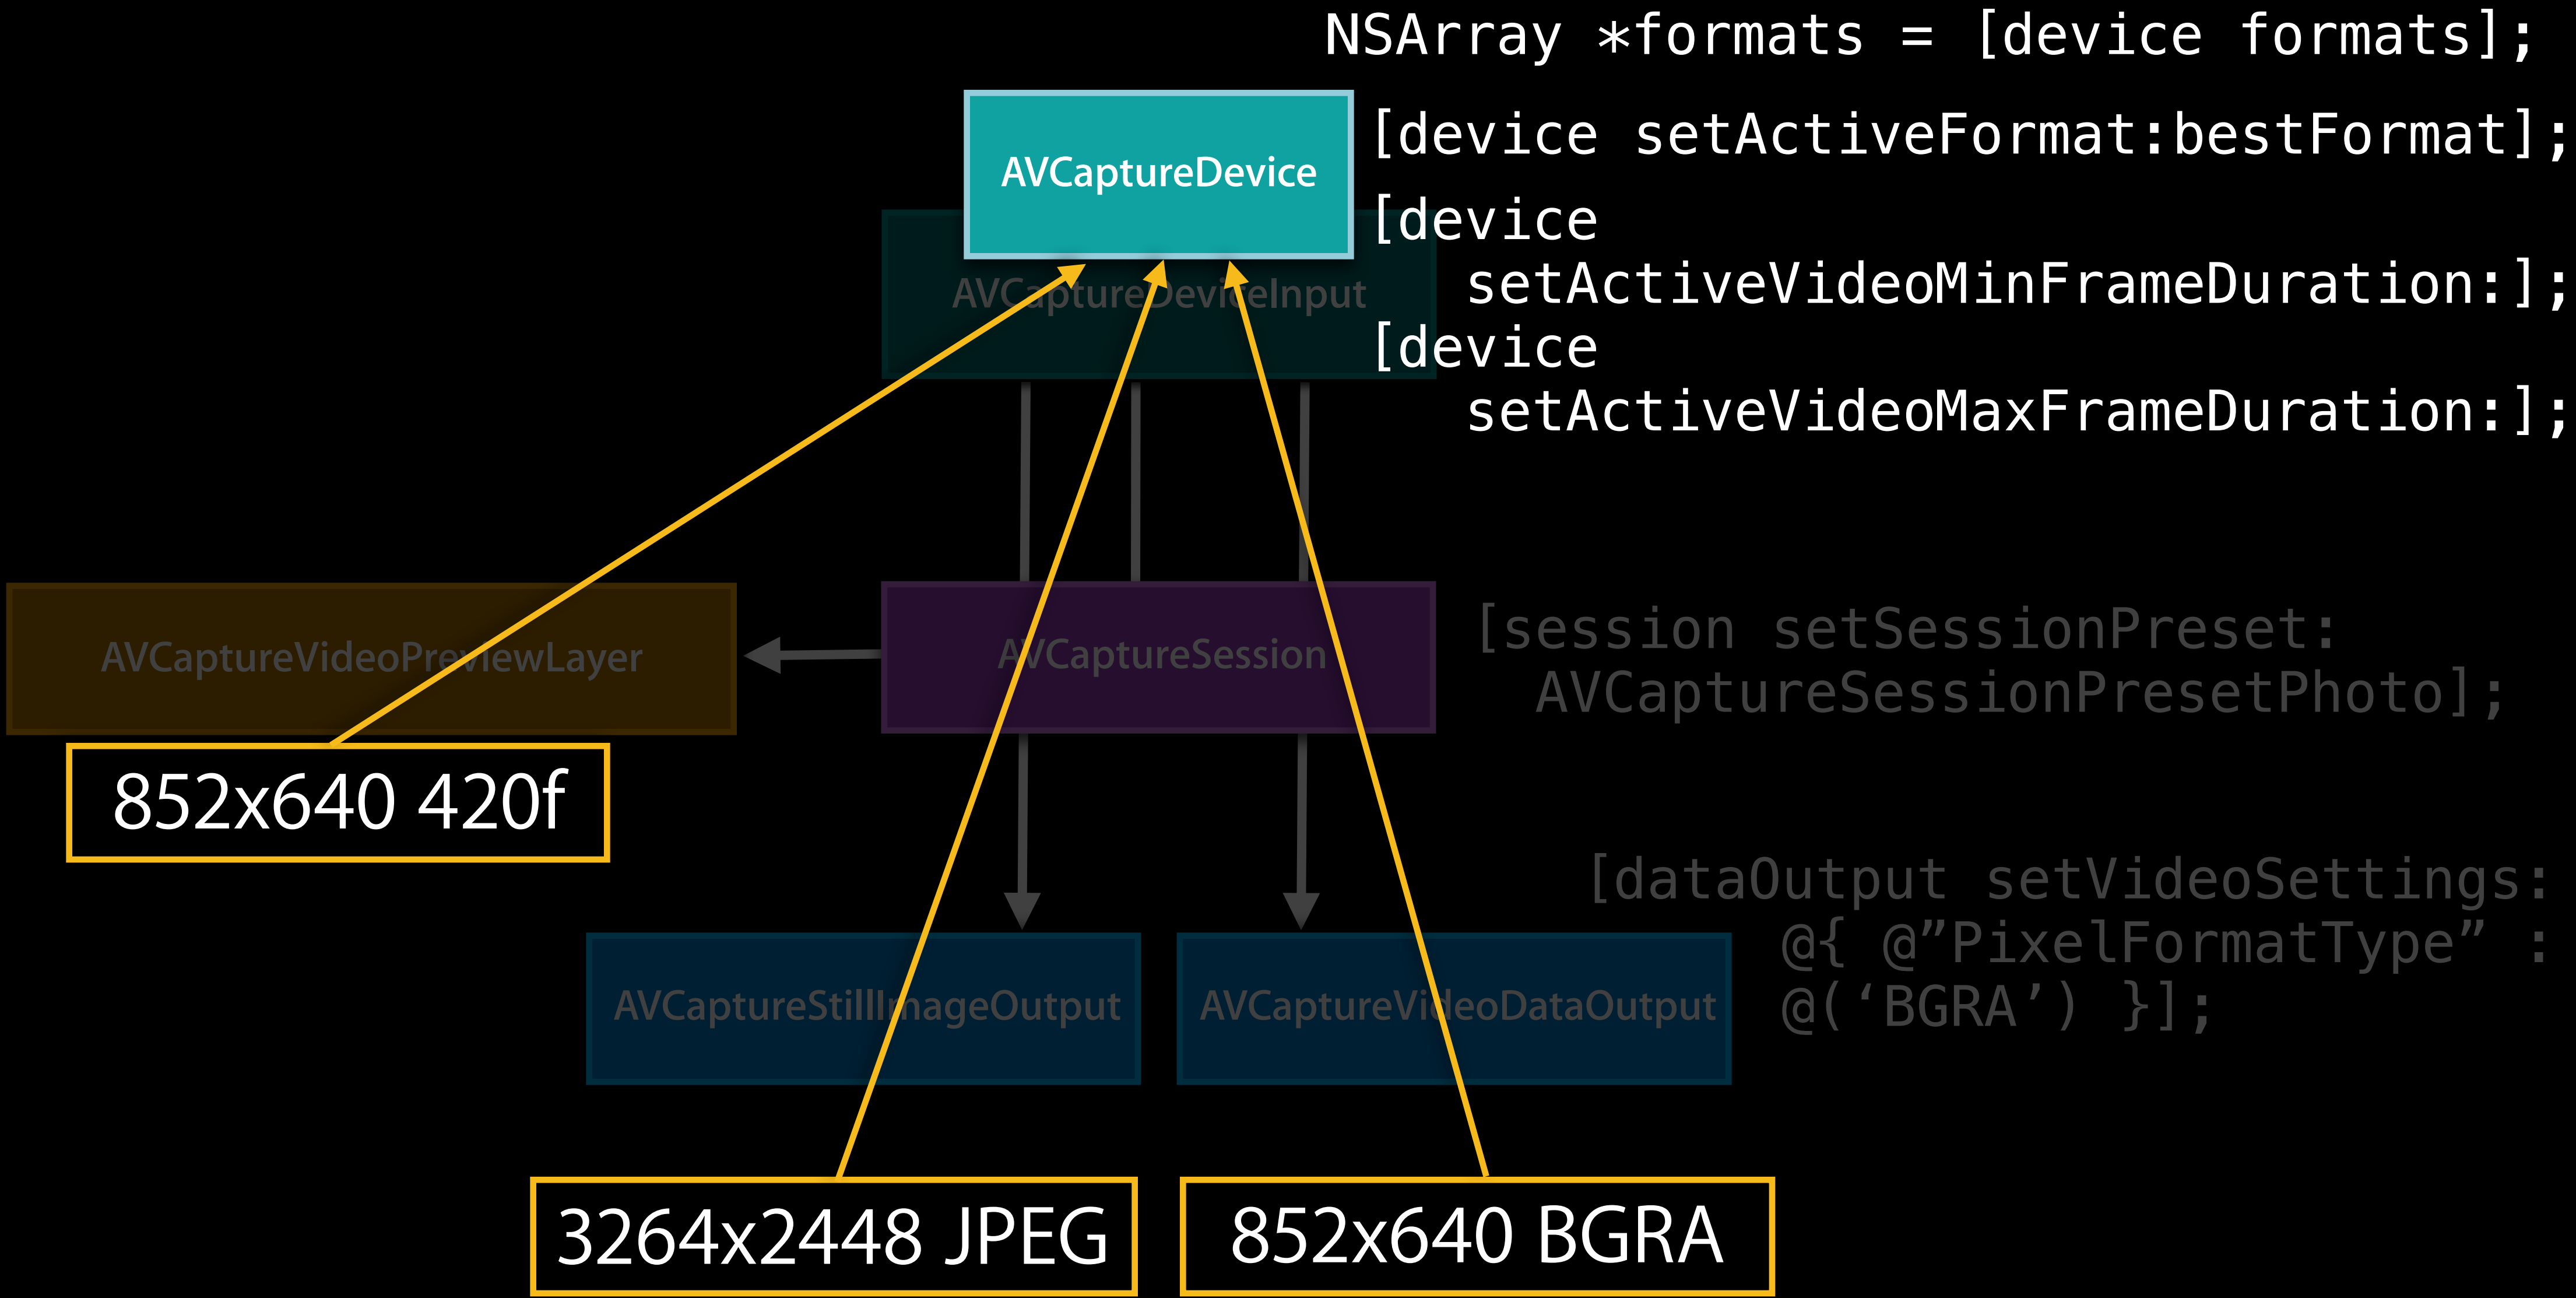 NSArray *formats = [device formats];
AVCaptureDevice
[device setActiveFormat:bestFormat];
[device
setActiveVideoMinFrameDuration:];
[device
setActiveVideoMaxFrameDuration:];
AVCaptureDeviceInput
AVCaptureVideoPreviewLayer
852x640 420f
AVCaptureSession
[session setSessionPreset:
AVCaptureSessionPresetPhoto];
[dataOutput setVideoSettings:
@{ @”PixelFormatType” :
@(‘BGRA’) }];
AVCaptureStillImageOutput
AVCaptureVideoDataOutput
3264x2448 JPEG
852x640 BGRA